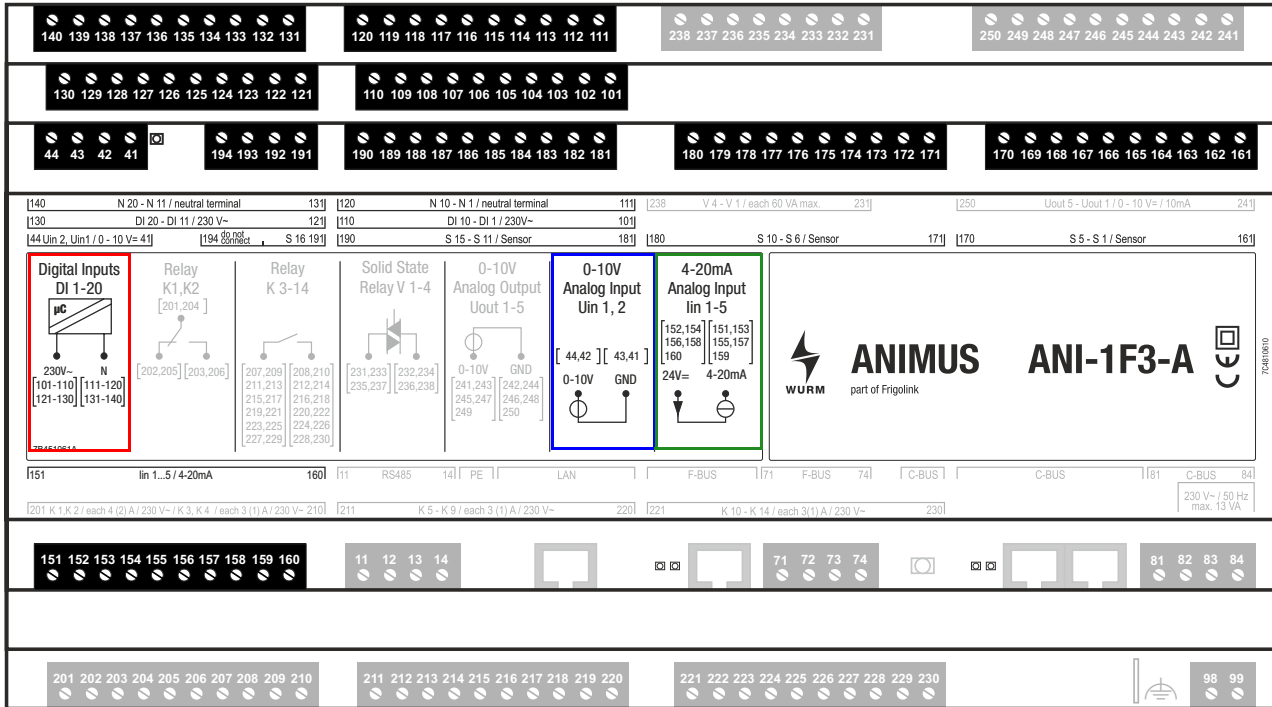 140 139 138 137 136 135 134 133 132 131
120 119 118 117 116 115 114 113 112 111
238 237 236 235 234 233 232 231
250 249 248 247 246 245 244 243 242 241
130 129 128 127 126 125 124 123 122 121
110 109 108 107 106 105 104 103 102 101
44 43 42 41
194 193 192 191
190 189 188 187 186 185 184 183 182 181
180 179 178 177 176 175 174 173 172 171
170 169 168 167 166 165 164 163 162 161
140 N 20 - N 11 / neutral terminal 131
120 N 10 - N 1 / neutral terminal 111
238 V 4 - V 1 / each 60 VA max. 231
250 Uout 5 - Uout 1 / 0 - 10 V= / 10mA 241
130 DI 20 - DI 11 / 230 V~ 121
110 DI 10 - DI 1 / 230V~ 101
44 Uin 2, Uin1 / 0 - 10 V= 41
194 do not connect S 16 191
190 S 15 - S 11 / Sensor 181
180 S 10 - S 6 / Sensor 171
170 S 5 - S 1 / Sensor 161
Digital Inputs
DI 1-20
µC
230V~ N
[101-110] [111-120]
[121-130] [131-140]
7B451061A
Relay
K1,K2
[201,204]
[202,205] [203,206]
Relay
K 3-14
207,209 208,210
211,213 212,214
215,217 216,218
219,221 220,222
223,225 224,226
227,229 228,230
Solid State
Relay V 1-4
231,233 232,234
235,237 236,238
0-10V
Analog Output
Uout 1-5
0-10V GND
241,243 242,244
245,247 246,248
249 250
0-10V
Analog Input
Uin 1, 2
[ 44,42 ] [ 43,41 ]
0-10V GND
4-20mA
Analog Input
Iin 1-5
152,154 151,153
156,158 155,157
160 159
24V= 4-20mA
WURM
ANIMUS ANI-1F3-A
part of Frigolink
CE
7C4810610
151 Iin 1...5 / 4-20mA 160
11 RS485 14
PE
LAN
F-BUS
71 F-BUS 74
C-BUS
C-BUS
81 C-BUS 84
201 K 1,K 2 / each 4 (2) A / 230 V~ / K 3, K 4 / each 3 (1) A / 230 V~ 210
211 K 5 - K 9 / each 3 (1) A / 230 V~ 220
221 K 10 - K 14 / each 3(1) A / 230 V~ 230
230 V~ / 50 Hz
max. 13 VA
151 152 153 154 155 156 157 158 159 160
11 12 13 14
71 72 73 74
81 82 83 84
201 202 203 204 205 206 207 208 209 210
211 212 213 214 215 216 217 218 219 220
221 222 223 224 225 226 227 228 229 230
98 99